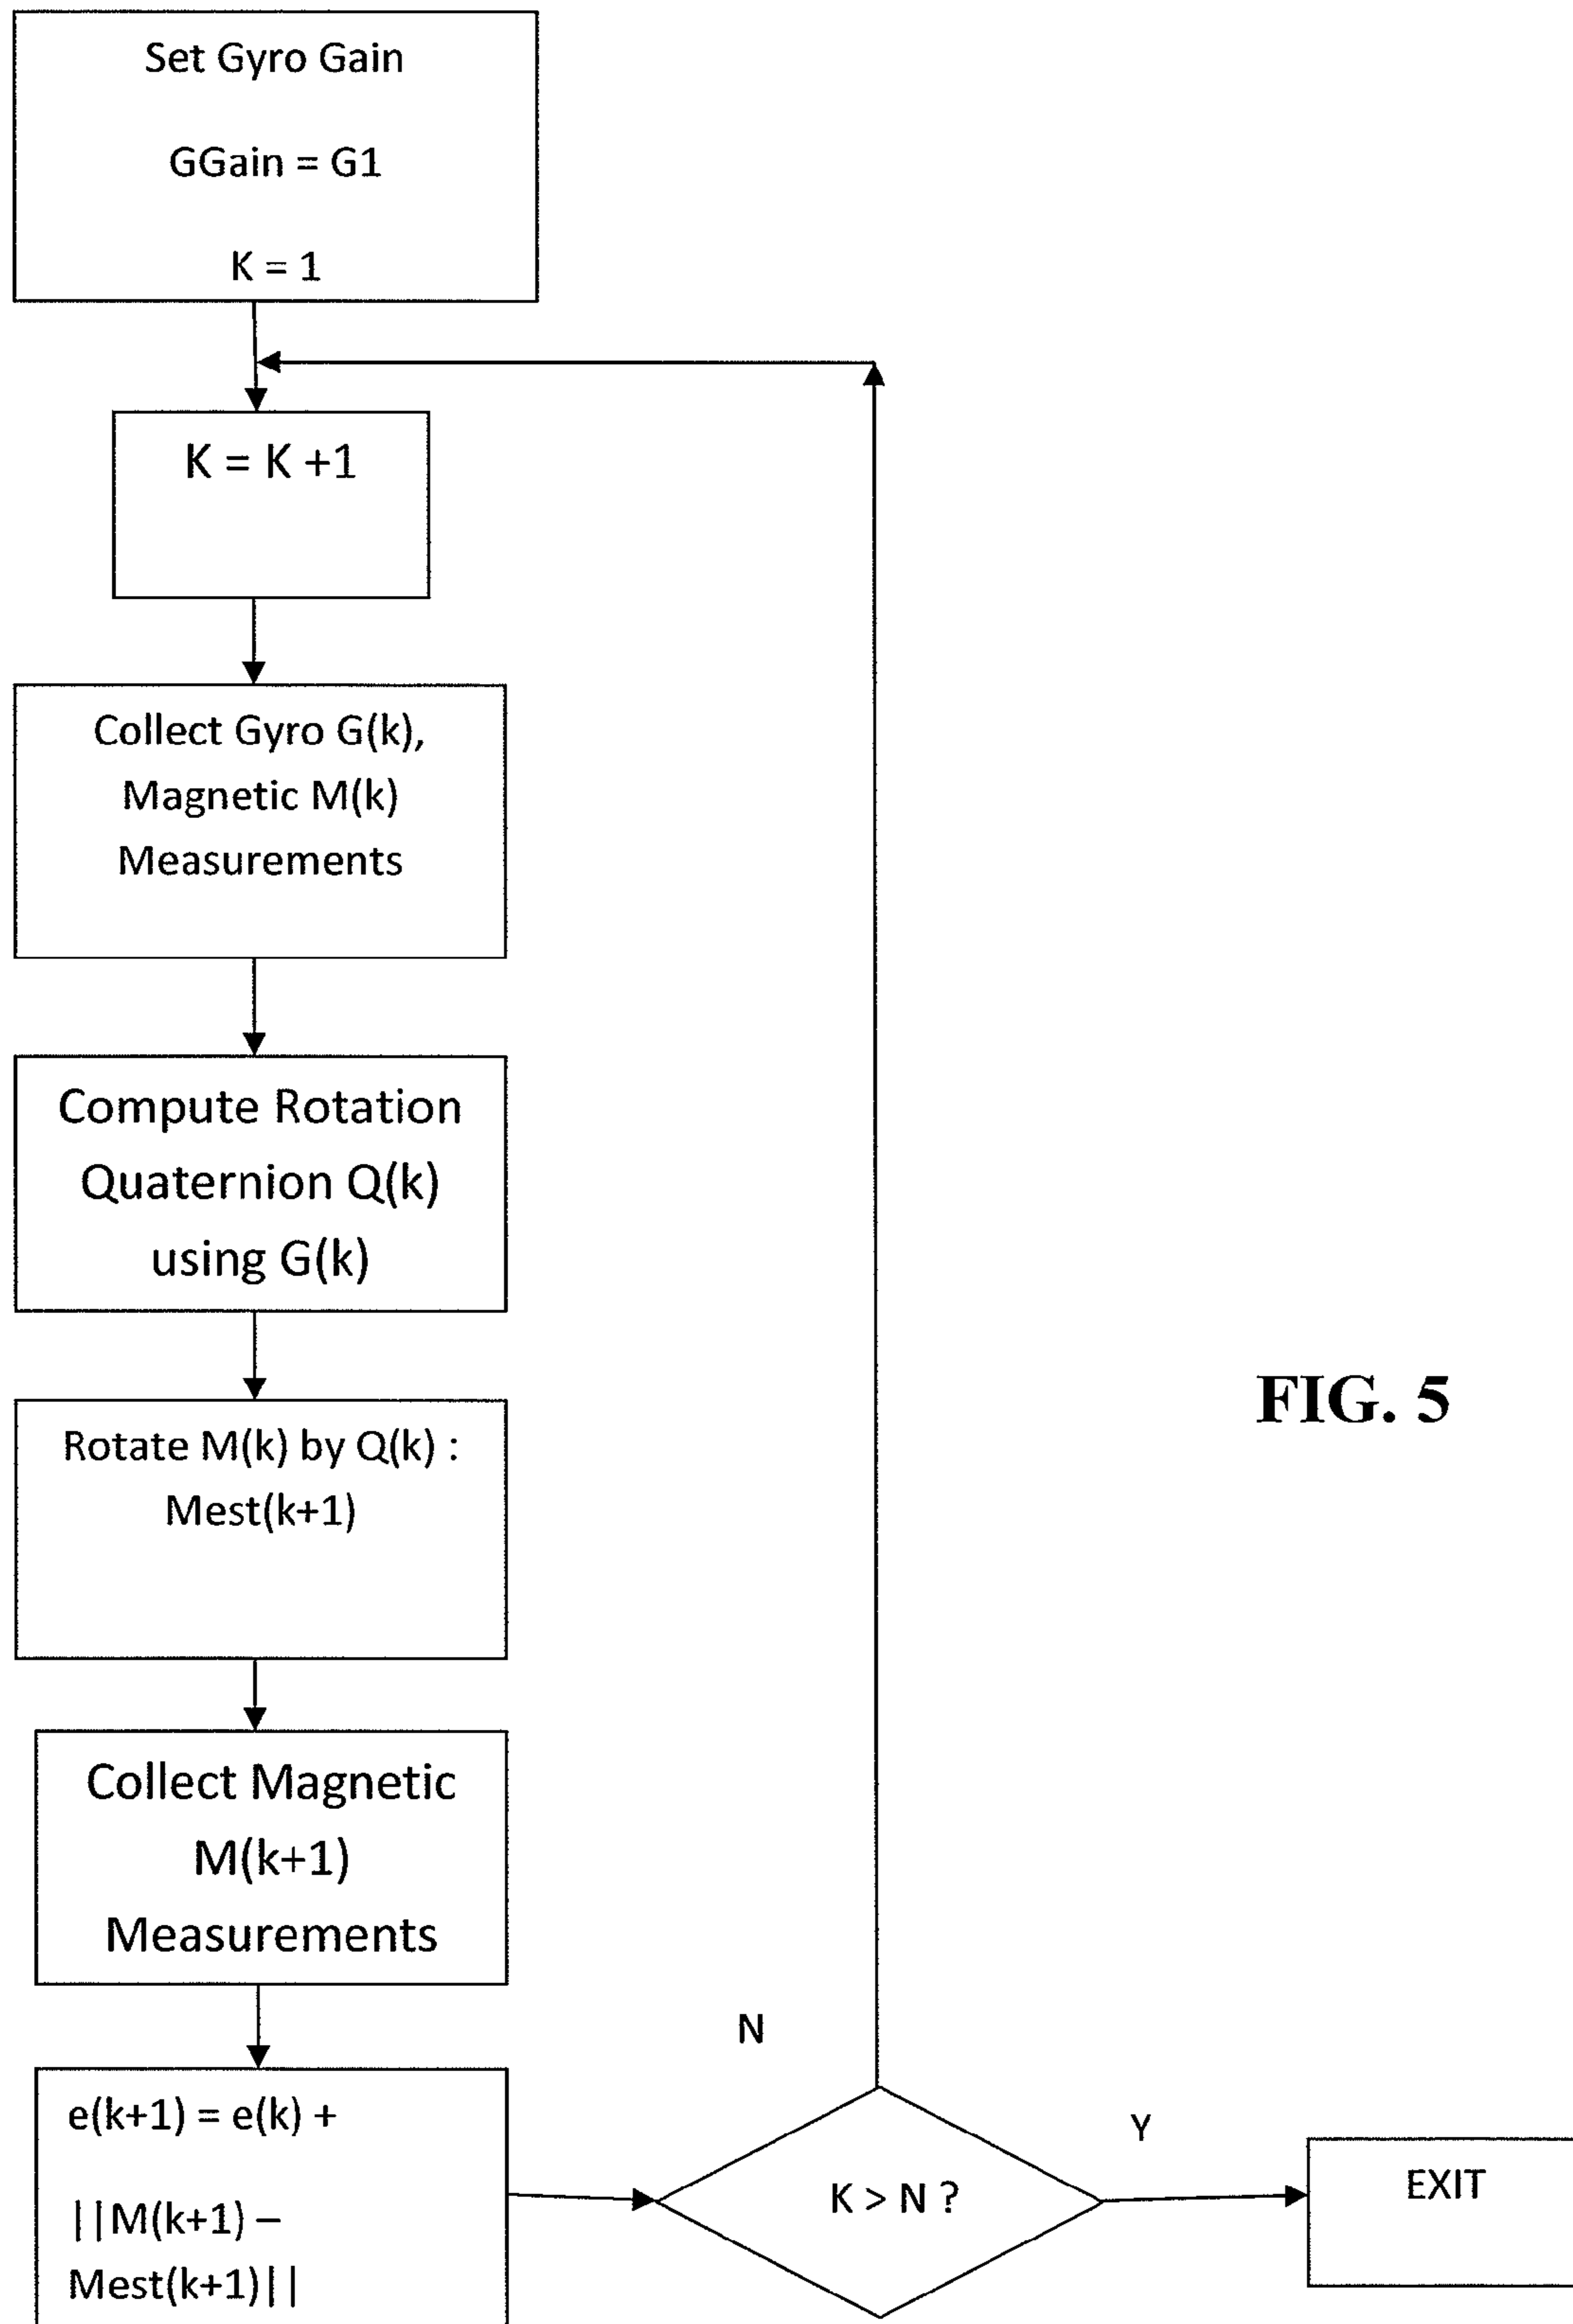 Set Gyro Gain
GGain = G1
K = 1
K = K +1
Collect Gyro G(k),
Magnetic M(k)
Measurements
Compute Rotation
Quaternion Q(k)
using G(k)
Rotate M(k) by Q(k) :
Mest(k+1)
Collect Magnetic
M(k+1)
Measurements
e(k+1) = e(k) +
||M(k+1) –
Mest(k+1)||
N
K > N ?
Y
EXIT
FIG. 5